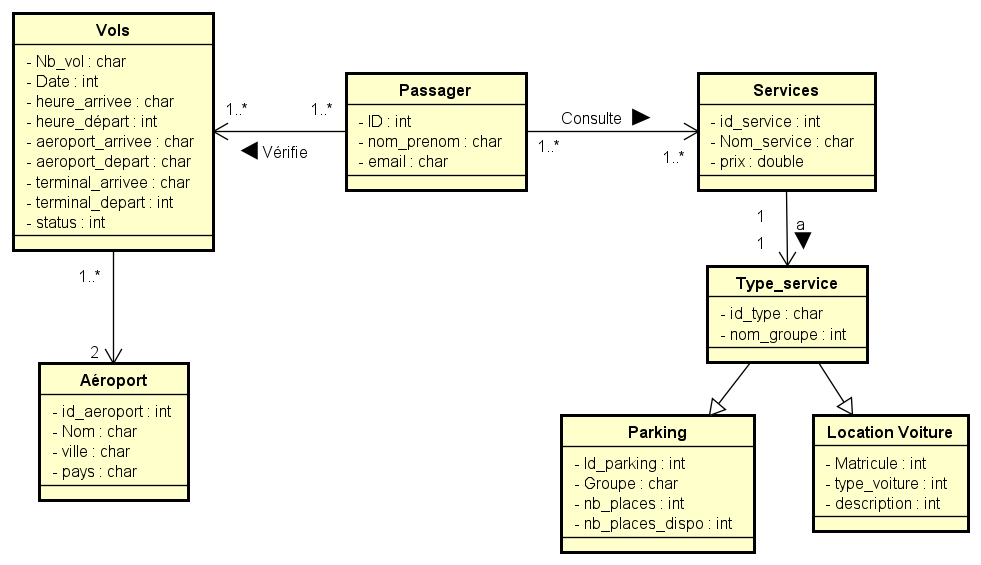 Vols
- Nb_vol : char
- Date : int
- heure_arrivee : char
- heure_départ : int
- aeroport_arrivee : char
- aeroport_depart : char
- terminal_arrivee : char
- terminal_depart : int
- status : int
1..*
1..*
Vérifie
Passager
- ID : int
- nom_prenom : char
- email : char
Consulte
1..*
1..*
Services
- id_service : int
- Nom_service : char
- prix : double
1
a
1
1..*
2
Type_service
- id_type : char
- nom_groupe : int
Aéroport
- id_aeroport : int
- Nom : char
- ville : char
- pays : char
Parking
- Id_parking : int
- Groupe : char
- nb_places : int
- nb_places_dispo : int
Location Voiture
- Matricule : int
- type_voiture : int
- description : int